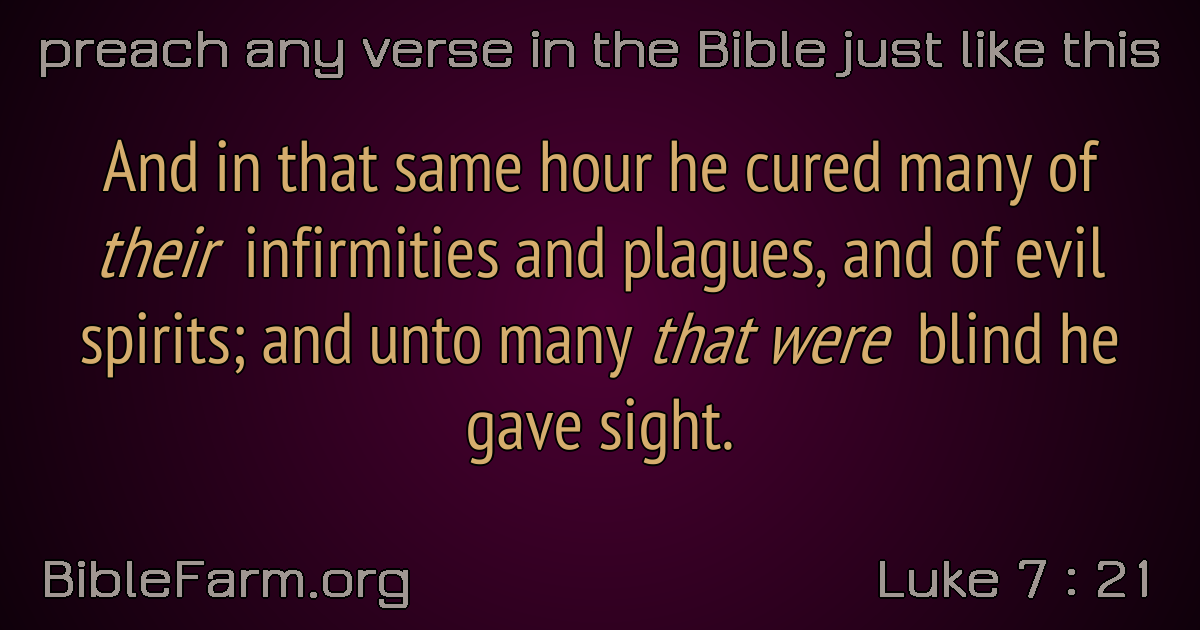 preach any verse in the Bible just like this
And in that same hour he cured many of
their infirmities and plagues, and of evil
spirits; and unto many that were blind he
gave sight.
BibleFarm.org
Luke 7 : 21